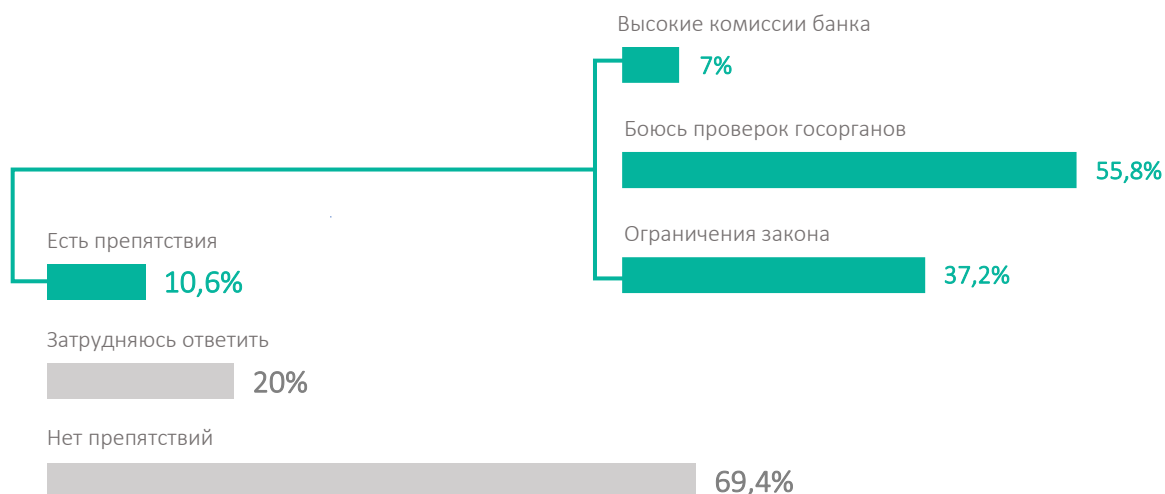 Высокие комиссии банка
7%
Боюсь проверок госорганов
55,8%
Ограничения закона
37,2%
Есть препятствия
10,6%
Затрудняюсь ответить
20%
Нет препятствий
69,4%